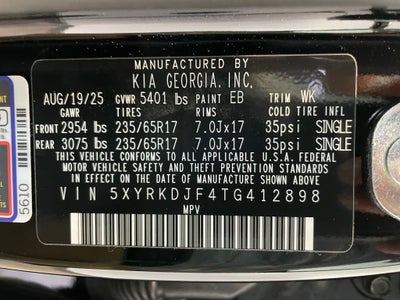 MANUFACTURED BY
KIA GEORGIA, INC.
AUG/19/25 GVWR 5401 lbs PAINT EB TRIM WK
GAWR TIRES RIMS COLD TIRE INFL
FRONT 2954 lbs 235/65R17 7.0Jx17 35psi SINGLE
REAR 3075 lbs 235/65R17 7.0Jx17 35psi SINGLE
THIS VEHICLE CONFORMS TO ALL APPLICABLE U.S.A. FEDERAL
MOTOR VEHICLE SAFETY STANDARDS IN EFFECT ON
THE DATE OF MANUFACTURE SHOWN ABOVE.
VIN 5XYRKDJF4TG412898
MPV
5610